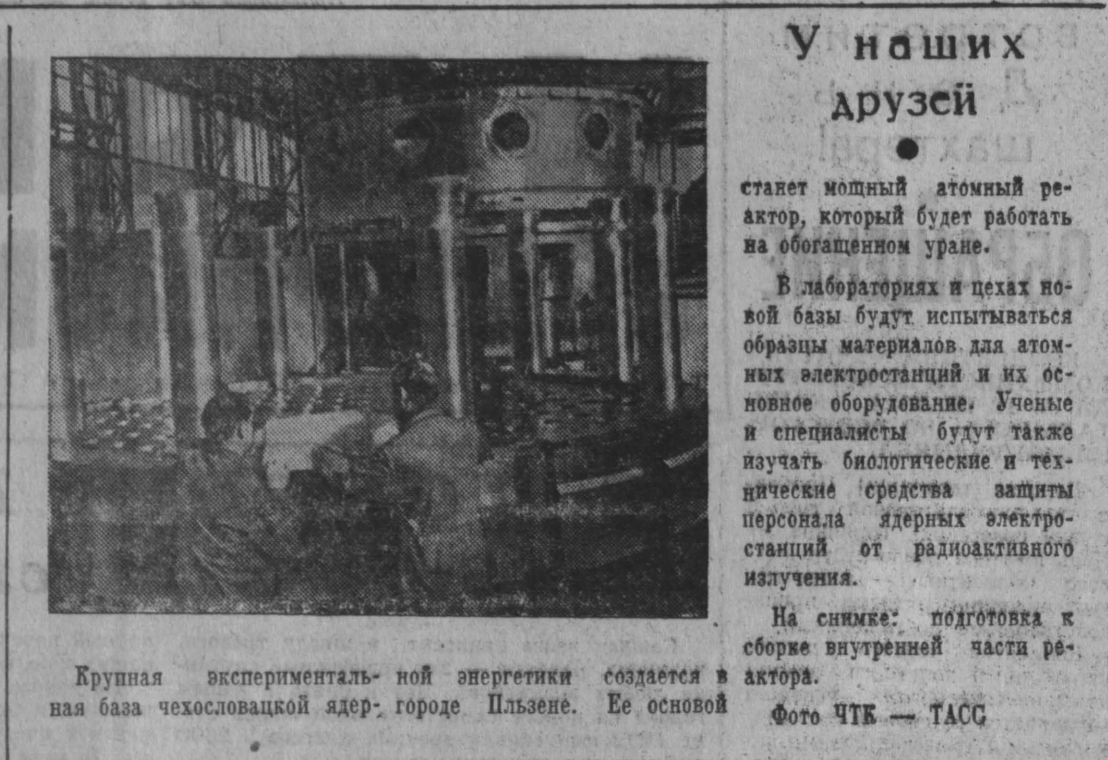 У наших
друзей
Крупная эксперименталь-
ная база чехословацкой ядер-
ной энергетики создается в
городе Пльзене. Ее основой
станет мощный атомный ре-
актор, который будет работать
на обогащенном уране.
В лабораториях и цехах но-
вой базы будут испытываться
образцы материалов для атом-
ных электростанций и их ос-
новное оборудование. Ученые
и специалисты будут также
изучать биологические и тех-
нические средства защиты
персонала ядерных электро-
станций от радиоактивного
излучения.
На снимке: подготовка к
сборке внутренней части ре-
актора.
Фото ЧТК — ТАСС